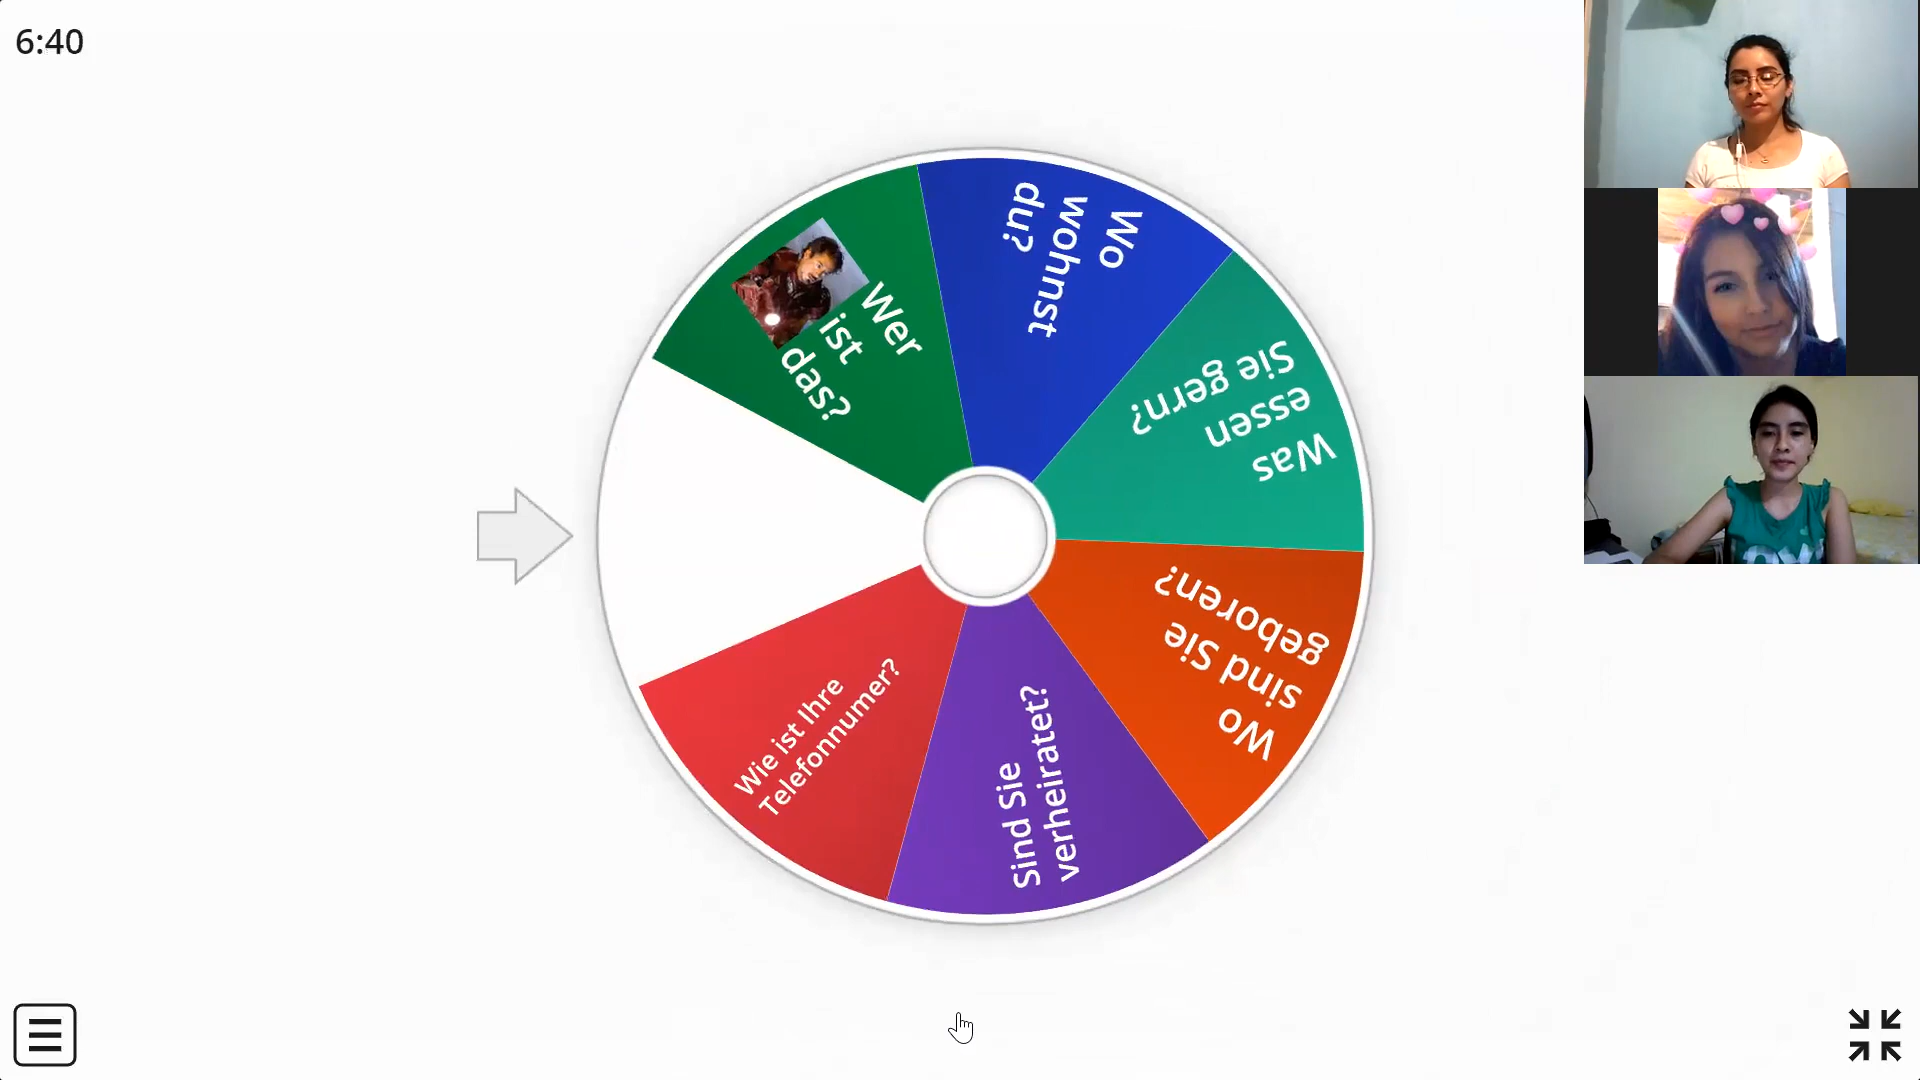 6:40
Wer
ist
das?
Wo
wohnst
du?
Was
essen
Sie gern?
Wo
sind Sie
geboren?
Sind Sie
verheiratet?
Wie ist Ihre
Telefonnumer?